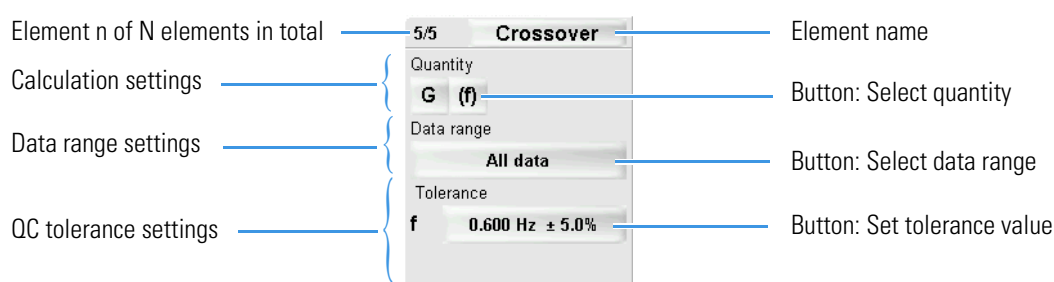 Element n of N elements in total
5/5 Crossover
Element name
Calculation settings
Quantity
G (f)
Button: Select quantity
Data range settings
Data range
All data
Button: Select data range
QC tolerance settings
Tolerance
f 0.600 Hz ± 5.0%
Button: Set tolerance value